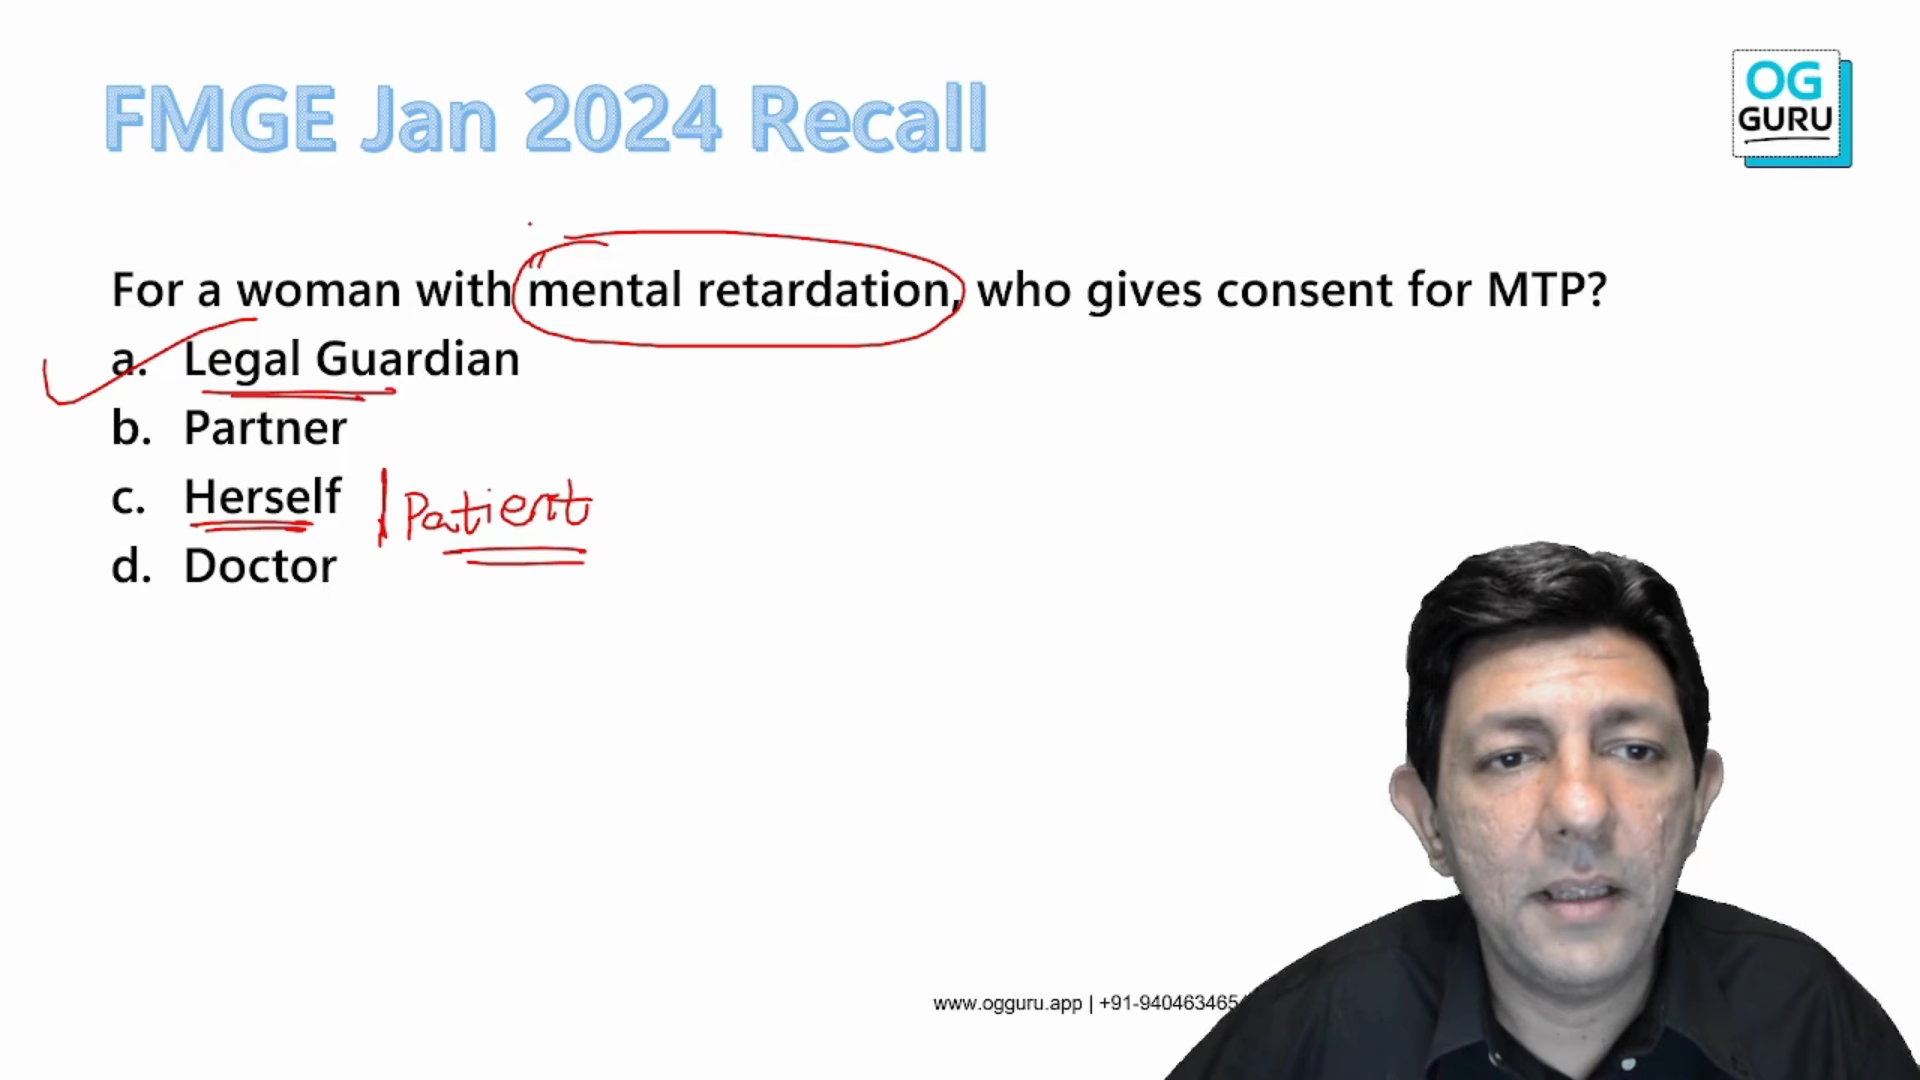 FMGE Jan 2024 Recall
OG
GURU
For a woman with mental retardation, who gives consent for MTP?
a. Legal Guardian
b. Partner
c. Herself | Patient
d. Doctor
www.ogguru.app | +91-940463465